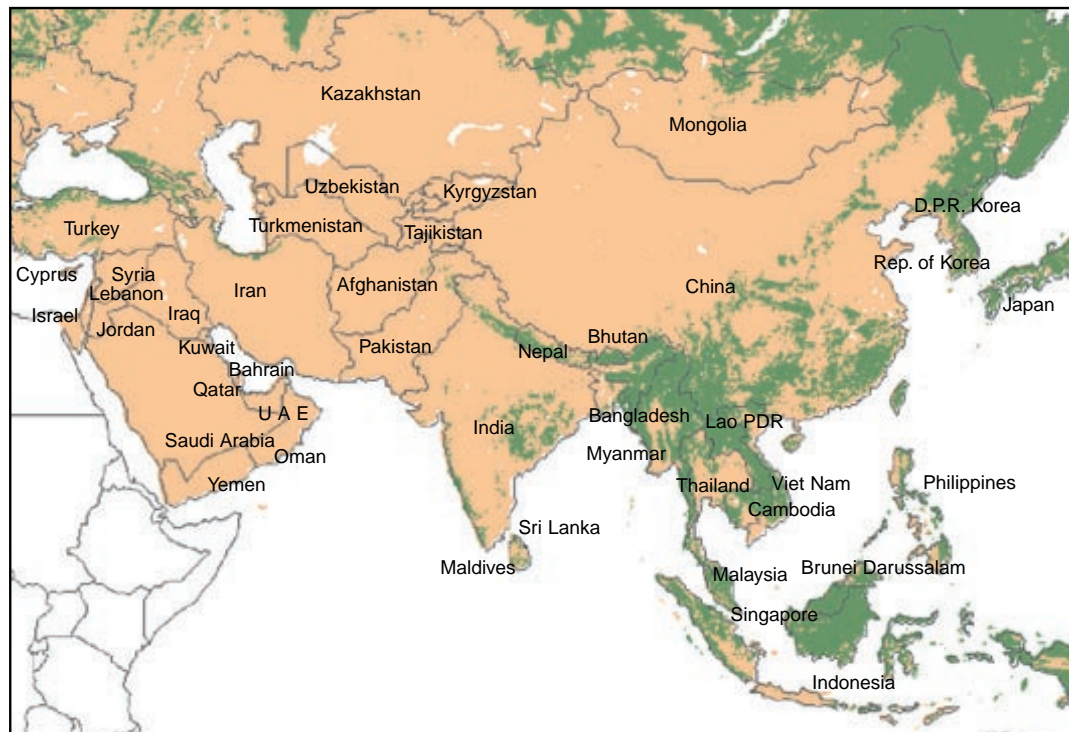 Kazakhstan
Mongolia
Uzbekistan
Kyrgyzstan
D.P.R. Korea
Turkey
Turkmenistan
Tajikistan
Rep. of Korea
Cyprus
Syria
Afghanistan
China
Lebanon
Iran
Japan
Israel
Iraq
Jordan
Bhutan
Kuwait
Pakistan
Nepal
Bahrain
Qatar
U A E
Bangladesh
Lao PDR
India
Saudi Arabia
Oman
Myanmar
Yemen
Thailand
Viet Nam
Philippines
Cambodia
Sri Lanka
Maldives
Malaysia
Brunei Darussalam
Singapore
Indonesia